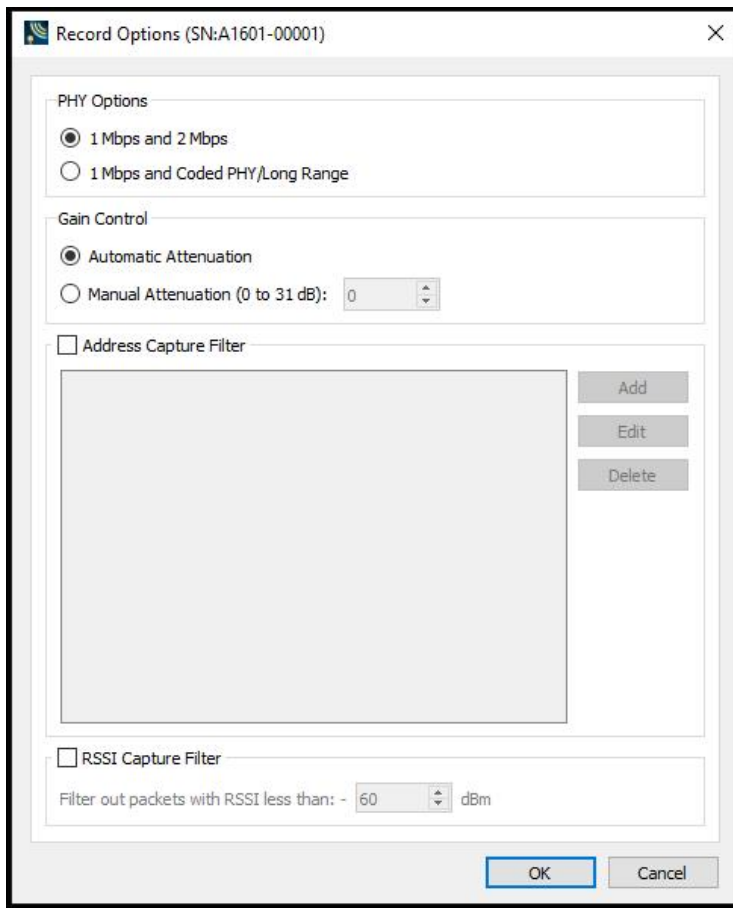 Record Options (SN:A1601-00001)
PHY Options
1 Mbps and 2 Mbps
1 Mbps and Coded PHY/Long Range
Gain Control
Automatic Attenuation
Manual Attenuation (0 to 31 dB): 0
Address Capture Filter
Add
Edit
Delete
RSSI Capture Filter
Filter out packets with RSSI less than: - 60 dBm
OK Cancel